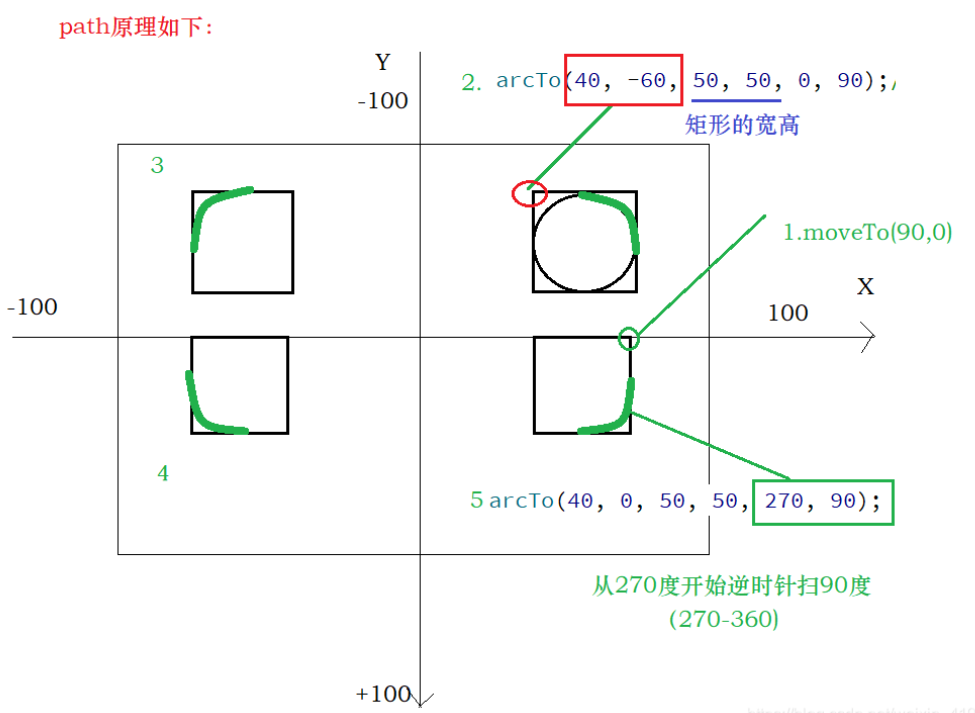 path原理如下:
Y
-100
2. arcTo(40, -60, 50, 50, 0, 90);/
矩形的宽高
3
1.moveTo(90,0)
X
-100
100
4
5 arcTo(40, 0, 50, 50, 270, 90);
从270度开始逆时针扫90度
(270-360)
+100